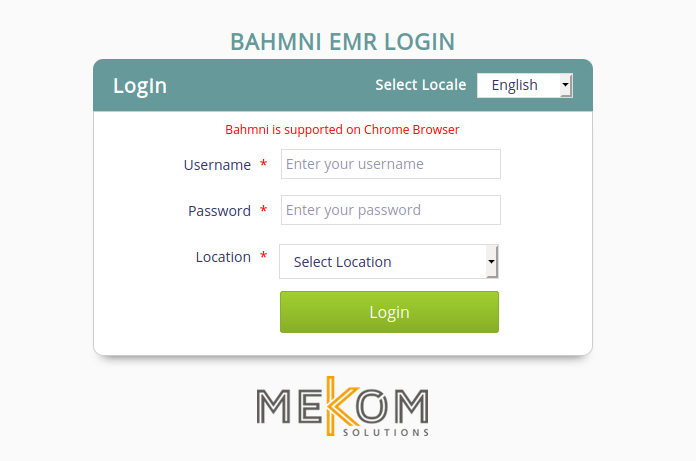 BAHMNI EMR LOGIN
LogIn Select Locale English
Bahmni is supported on Chrome Browser
Username * Enter your username
Password * Enter your password
Location * Select Location
Login
MEKOM
SOLUTIONS